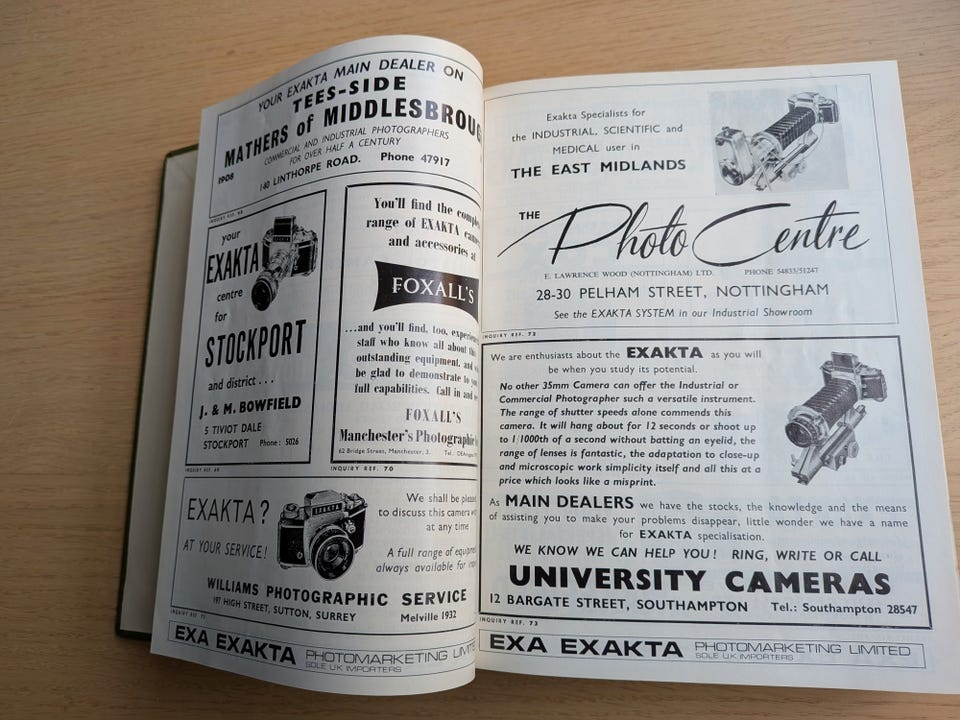 YOUR EXAKTA MAIN DEALER ON
TEES-SIDE
MATHERS of MIDDLESBROUG
COMMERCIAL AND INDUSTRIAL PHOTOGRAPHERS
1908 FOR OVER HALF A CENTURY
140 LINTHORPE ROAD. Phone 47917
INQUIRY REF. 68
your
EXAKTA
centre
for
STOCKPORT
and district . . .
J. & M. BOWFIELD
5 TIVIOT DALE
STOCKPORT Phone: 5026
INQUIRY REF. 69
You'll find the
range of EXAKTA
and accessories at
FOXALL'S
...and you'll find, too,
staff who know all about
outstanding equipment, and
be glad to demonstrate to
full capabilities. Call in and
FOXALL'S
Manchester's
62 Bridge Street, Manchester, 3. Tel.:
INQUIRY REF. 70
EXAKTA?
AT YOUR SERVICE!
EXAKTA
We shall be
to discuss this camera
at any time
A full range of
always available for
WILLIAMS PHOTOGRAPHIC SERVICE
197 HIGH STREET, SUTTON, SURREY Melville 1932
INQUIRY REF. 71
EXA EXAKTA PHOTOMARKETING LIMITE
SOLE U.K IMPORTERS
Exakta Specialists for
the INDUSTRIAL, SCIENTIFIC and
MEDICAL user in
THE EAST MIDLANDS
THE
Photo Centre
E. LAWRENCE WOOD (NOTTINGHAM) LTD. PHONE 54833/51247
28-30 PELHAM STREET, NOTTINGHAM
See the EXAKTA SYSTEM in our Industrial Showroom
INQUIRY REF. 72
We are enthusiasts about the EXAKTA as you will
be when you study its potential.
No other 35mm Camera can offer the Industrial or
Commercial Photographer such a versatile instrument.
The range of shutter speeds alone commends this
camera. It will hang about for 12 seconds or shoot up
to 1/1000th of a second without batting an eyelid, the
range of lenses is fantastic, the adaptation to close-up
and microscopic work simplicity itself and all this at a
price which looks like a misprint.
As MAIN DEALERS we have the stocks, the knowledge and the means
of assisting you to make your problems disappear, little wonder we have a name
for EXAKTA specialisation.
WE KNOW WE CAN HELP YOU! RING, WRITE OR CALL
UNIVERSITY CAMERAS
12 BARGATE STREET, SOUTHAMPTON Tel.: Southampton 28547
INQUIRY REF. 73
EXA EXAKTA PHOTOMARKETING LIMITED
SOLE U.K IMPORTERS